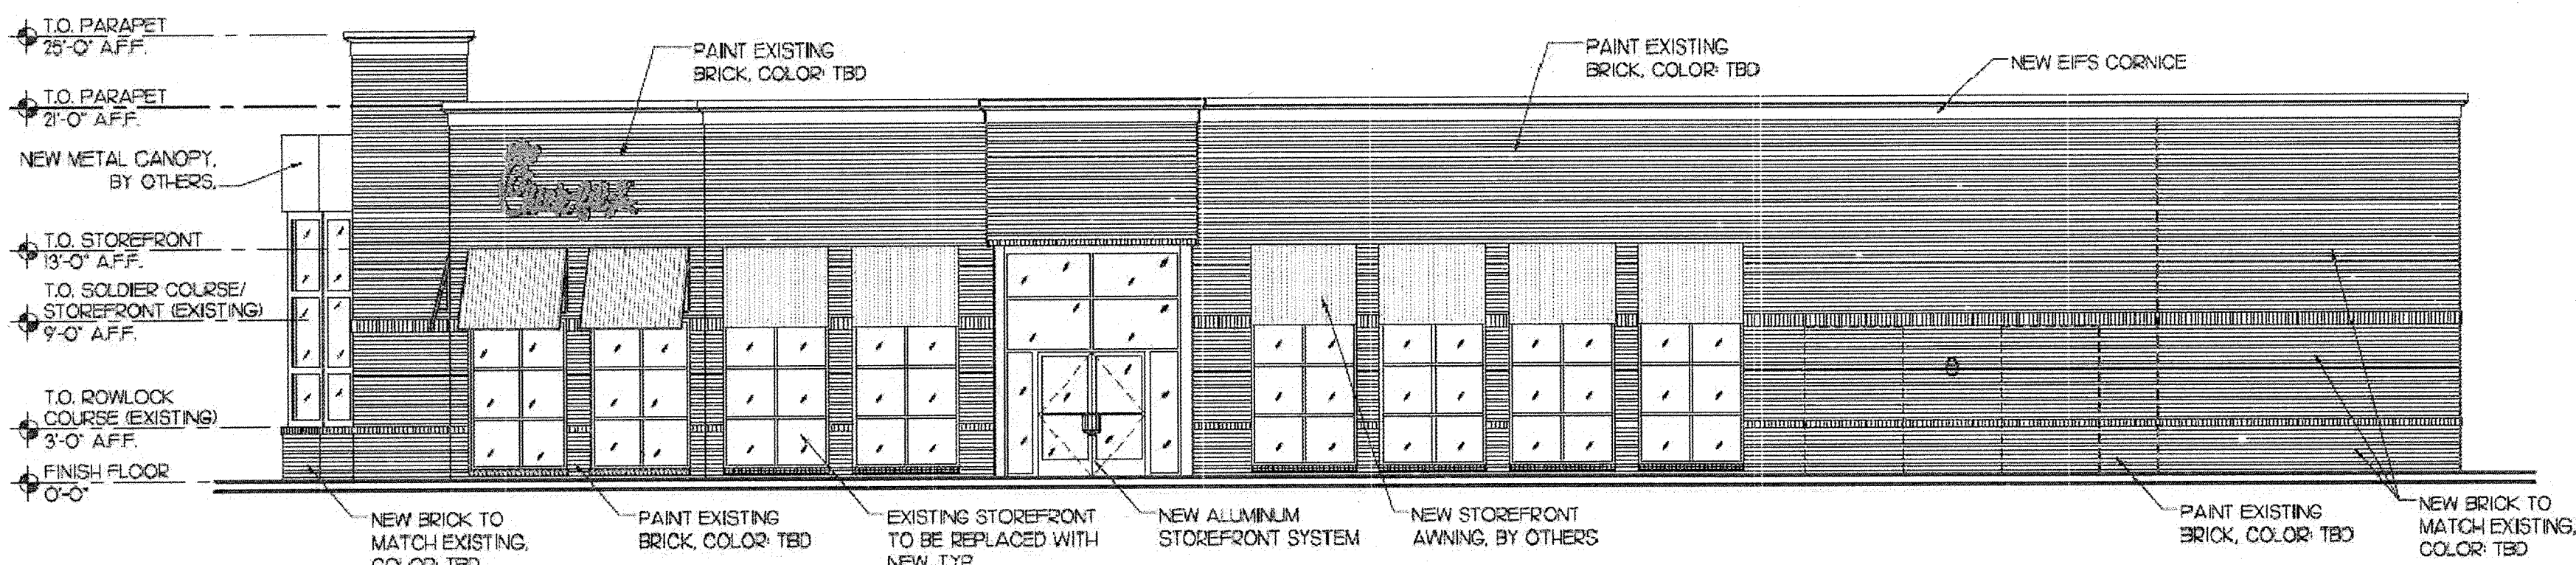 T.O. PARAPET
25'-0" A.F.F.
T.O. PARAPET
21'-0" A.F.F.
NEW METAL CANOPY,
BY OTHERS.
T.O. STOREFRONT
13'-0" A.F.F.
T.O. SOLDIER COURSE/
STOREFRONT (EXISTING)
9'-0" A.F.F.
T.O. ROWLOCK
COURSE (EXISTING)
3'-0" A.F.F.
FINISH FLOOR
0'-0"
PAINT EXISTING
BRICK, COLOR: TBD
PAINT EXISTING
BRICK, COLOR: TBD
NEW EIFS CORNICE
NEW BRICK TO
MATCH EXISTING,
COLOR: TBD
PAINT EXISTING
BRICK, COLOR: TBD
EXISTING STOREFRONT
TO BE REPLACED WITH
NEW, TYP.
NEW ALUMINUM
STOREFRONT SYSTEM
NEW STOREFRONT
AWNING, BY OTHERS
PAINT EXISTING
BRICK, COLOR: TBD
NEW BRICK TO
MATCH EXISTING,
COLOR: TBD